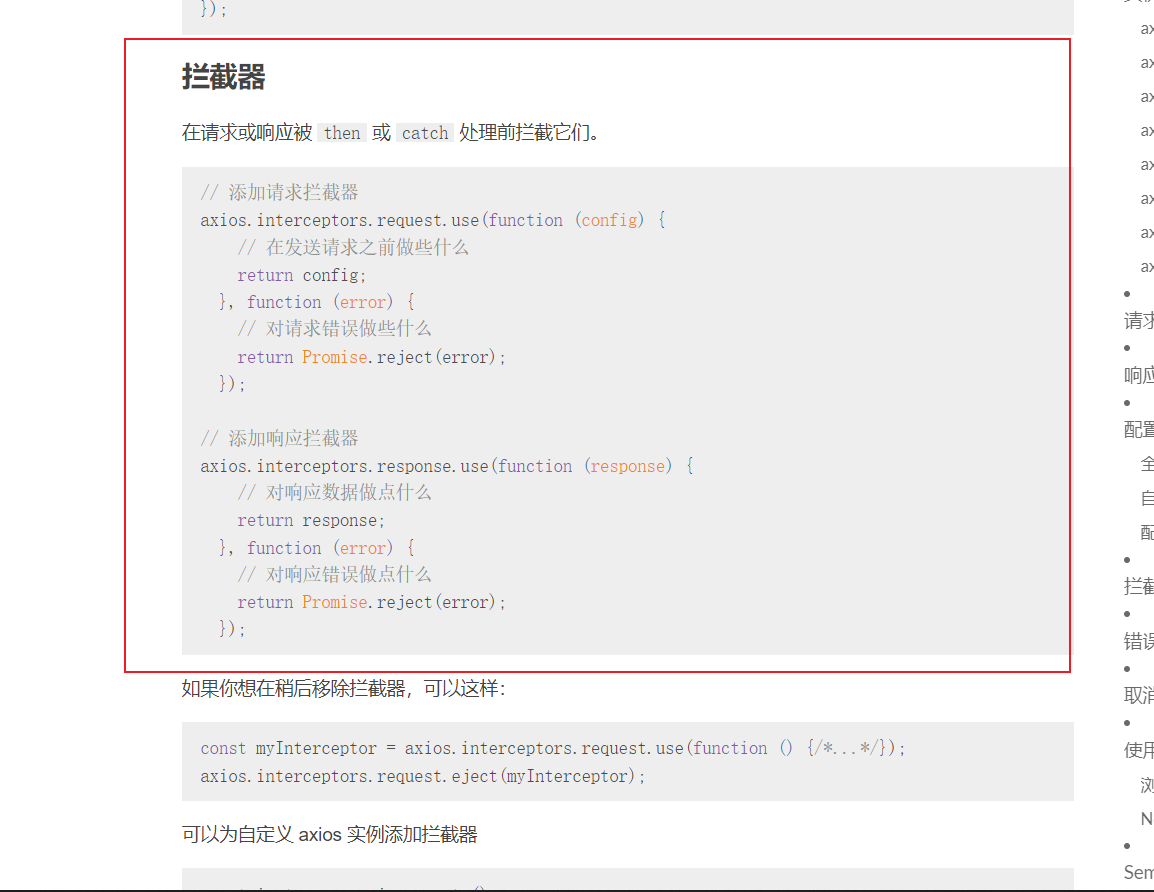 });
拦截器
在请求或响应被 then 或 catch 处理前拦截它们。
// 添加请求拦截器
axios.interceptors.request.use(function (config) {
    // 在发送请求之前做些什么
    return config;
  }, function (error) {
    // 对请求错误做些什么
    return Promise.reject(error);
  });
// 添加响应拦截器
axios.interceptors.response.use(function (response) {
    // 对响应数据做点什么
    return response;
  }, function (error) {
    // 对响应错误做点什么
    return Promise.reject(error);
  });
如果你想在稍后移除拦截器，可以这样：
const myInterceptor = axios.interceptors.request.use(function () {/*...*/});
axios.interceptors.request.eject(myInterceptor);
可以为自定义 axios 实例添加拦截器
ax
ax
ax
ax
ax
ax
ax
ax
请求
响应
配置
全
自
配
拦截
错误
取消
使用
浏
N
Sem